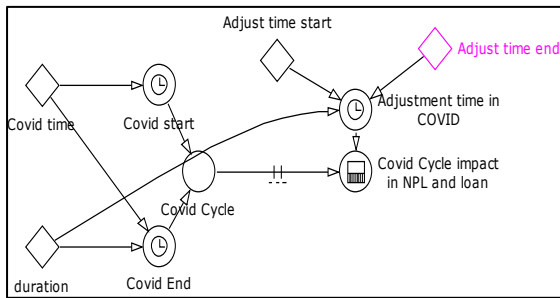 Adjust time start
Adjust time end
Covid time
Covid start
Adjustment time in
COVID
Covid Cycle
Covid Cycle impact
in NPL and loan
duration
Covid End